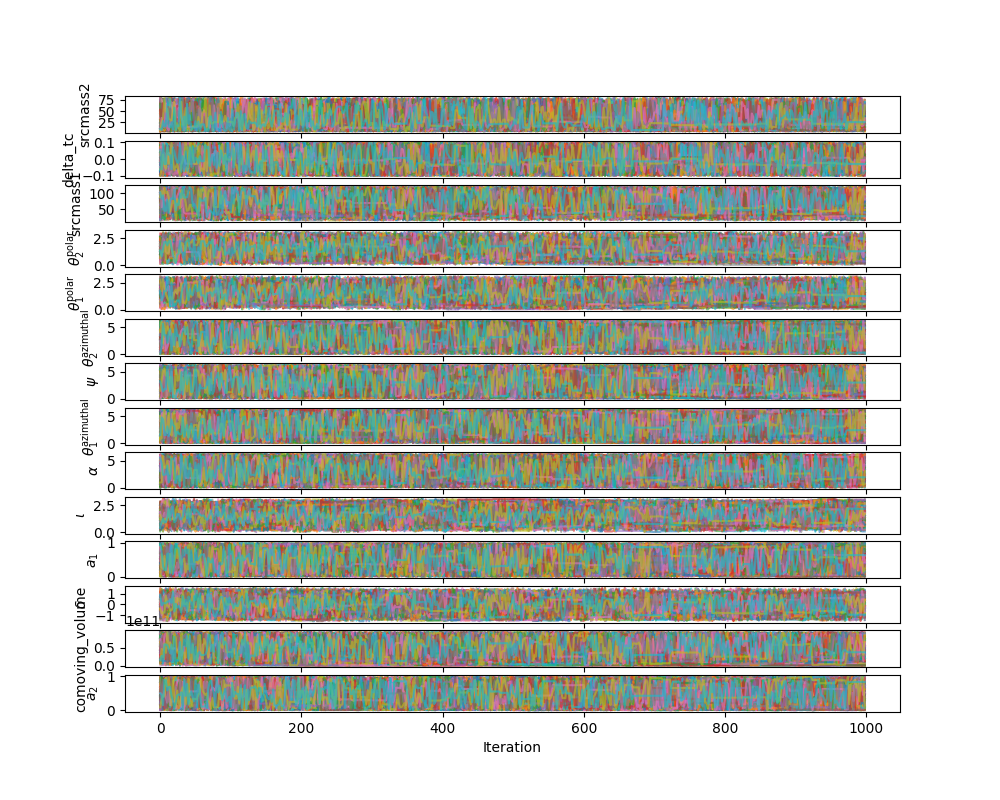 srcmass2
75
50
25
delta_tc
0.1
0.0
−0.1
srcmass1
100
50
θ₂^polar
2.5
0.0
θ₁^polar
2.5
0.0
θ₂^azimuthal
5
0
ψ
5
0
θ₁^azimuthal
5
0
α
5
0
ι
2.5
0.0
a₁
1
0
δ
1
0
−1
comoving_volume
1e11
0.5
0.0
a₂
1
0
0 200 400 600 800 1000
Iteration